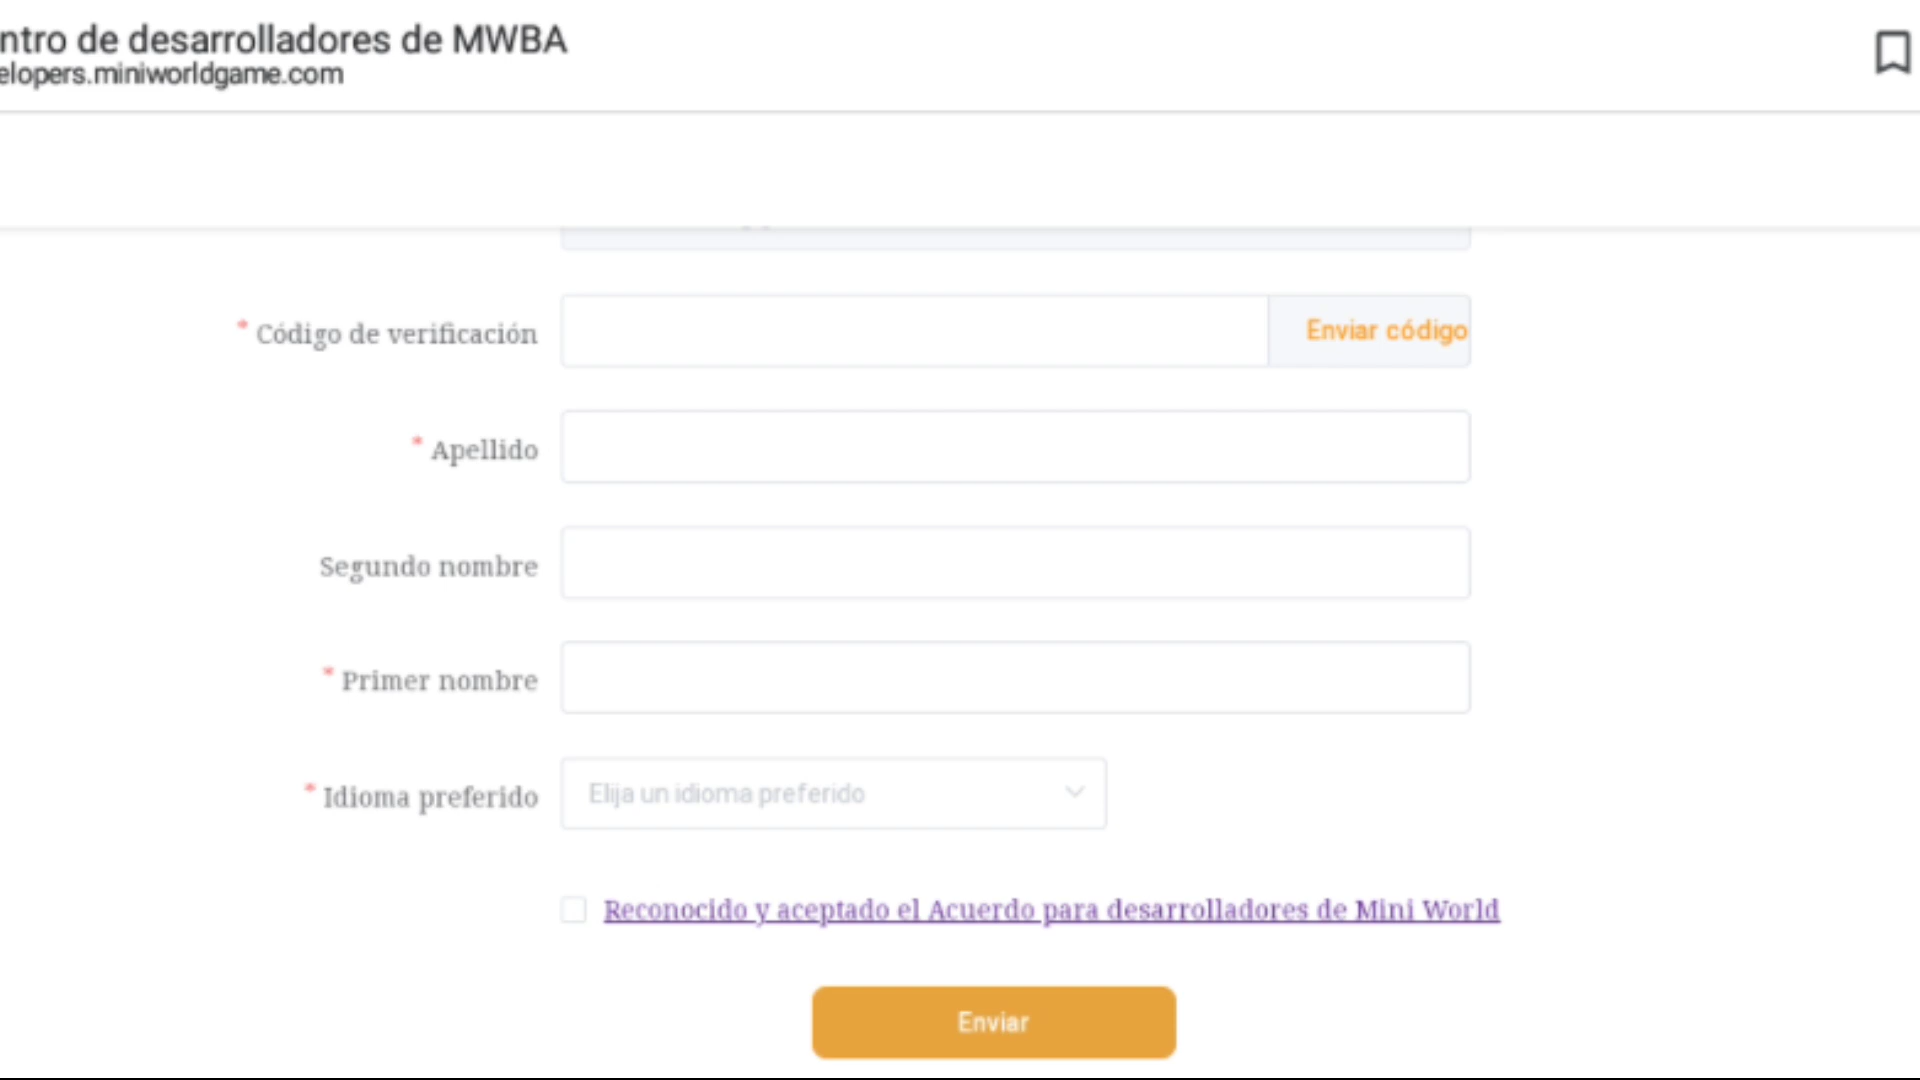 ntro de desarrolladores de MWBA
elopers.miniworldgame.com
* Código de verificación
Enviar código
* Apellido
Segundo nombre
* Primer nombre
* Idioma preferido
Elija un idioma preferido
Reconocido y aceptado el Acuerdo para desarrolladores de Mini World
Enviar